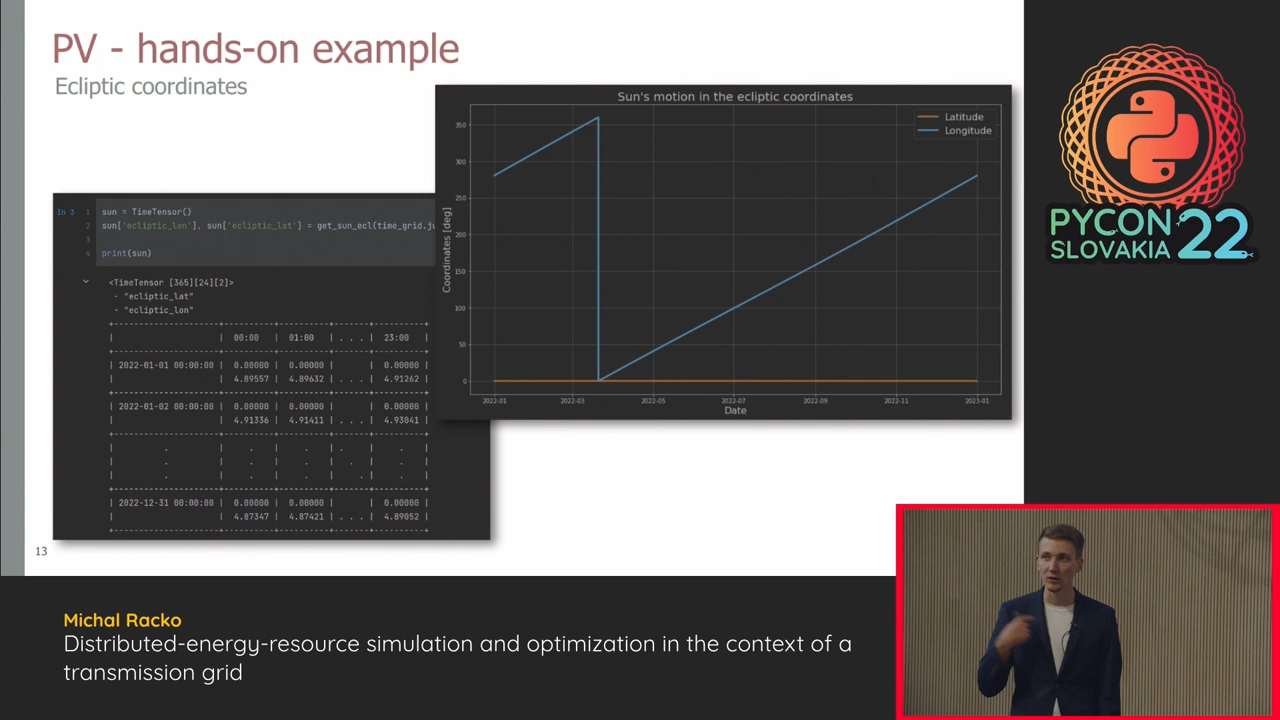 PV - hands-on example
Ecliptic coordinates
In 3
1 sun = TimeTensor()
2 sun['ecliptic_lon'], sun['ecliptic_lat'] = get_sun_ecl(time_grid.ju
3
4 print(sun)
<TimeTensor [365][24][2]>
- "ecliptic_lat"
- "ecliptic_lon"
| | 00:00 | 01:00 | . . . | 23:00 |
| 2022-01-01 00:00:00 | 0.00000 | 0.00000 | | 0.00000 |
| | 4.89557 | 4.89632 | . . . | 4.91262 |
| 2022-01-02 00:00:00 | 0.00000 | 0.00000 | | 0.00000 |
| | 4.91336 | 4.91411 | . . . | 4.93041 |
| . | . | . | . | . |
| . | . | . | . | . |
| . | . | . | . | . |
| 2022-12-31 00:00:00 | 0.00000 | 0.00000 | | 0.00000 |
| | 4.87347 | 4.87421 | . . . | 4.89052 |
Sun's motion in the ecliptic coordinates
Latitude
Longitude
Coordinates [deg]
350
300
250
200
150
100
50
0
2022-01 2022-03 2022-05 2022-07 2022-09 2022-11 2023-01
Date
13
PYCON
SLOVAKIA
22
Michal Racko
Distributed-energy-resource simulation and optimization in the context of a
transmission grid